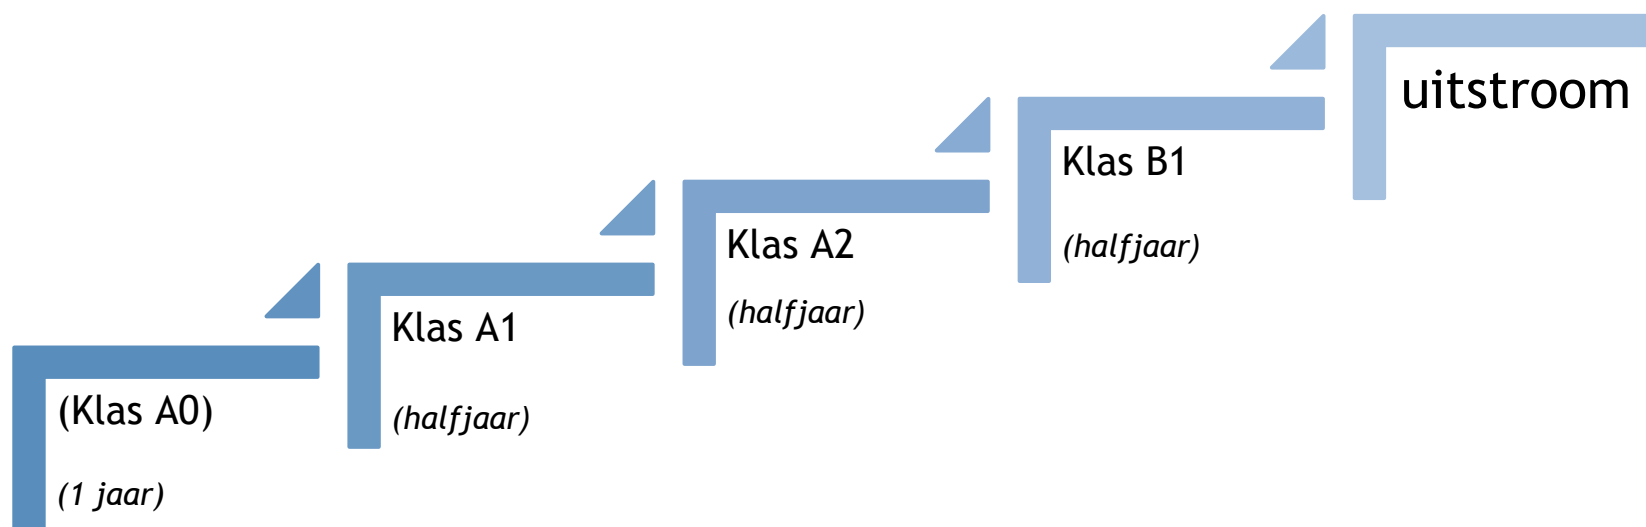 (Klas A0)
(1 jaar)
Klas A1
(halfjaar)
Klas A2
(halfjaar)
Klas B1
(halfjaar)
uitstroom